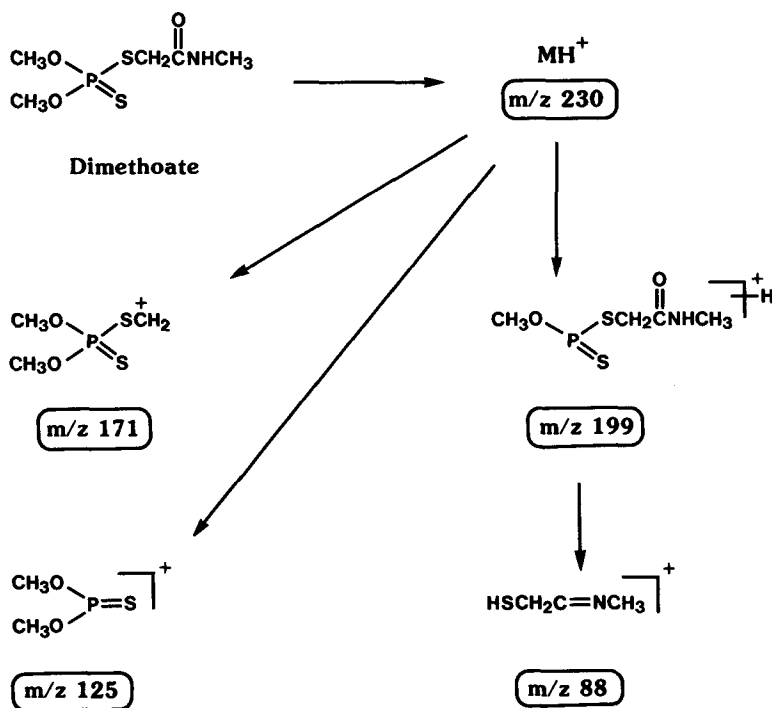 O
CH3O SCH2CNHCH3
P
CH3O S
Dimethoate
MH+
m/z 230
+
CH3O SCH2
P
CH3O S
m/z 171
O
CH3O SCH2CNHCH3
P
S
+
H
m/z 199
CH3O
P=S
CH3O
+
m/z 125
HSCH2C=NCH3
+
m/z 88